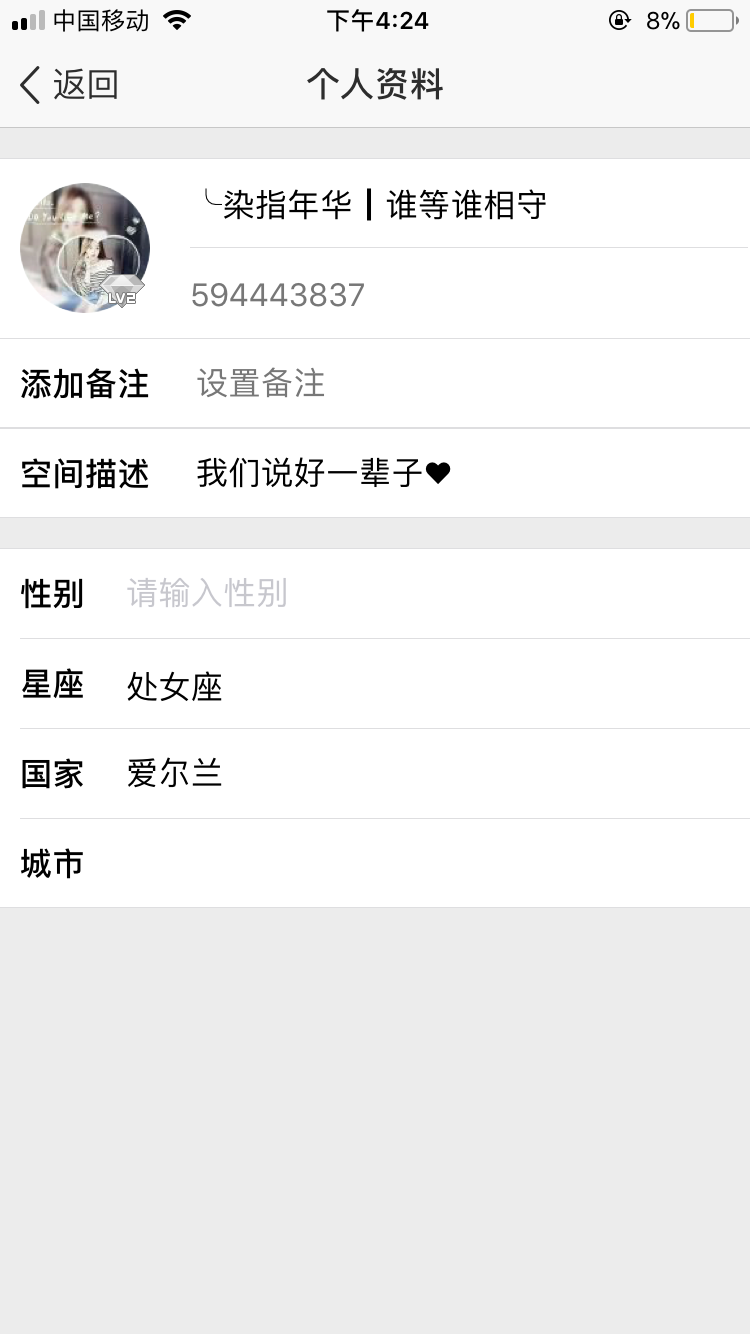 中国移动 下午4:24 8%
返回 个人资料
╰染指年华┃谁等谁相守
LV2
594443837
添加备注 设置备注
空间描述 我们说好一辈子❤
性别 请输入性别
星座 处女座
国家 爱尔兰
城市